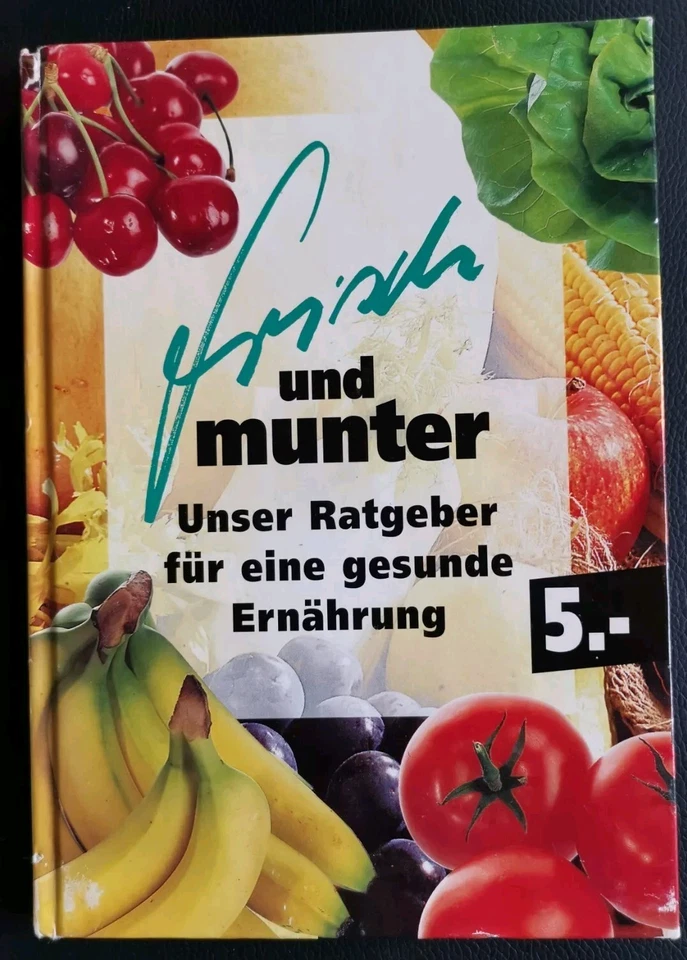 frisch
und
munter
Unser Ratgeber
für eine gesunde
Ernährung
5.-